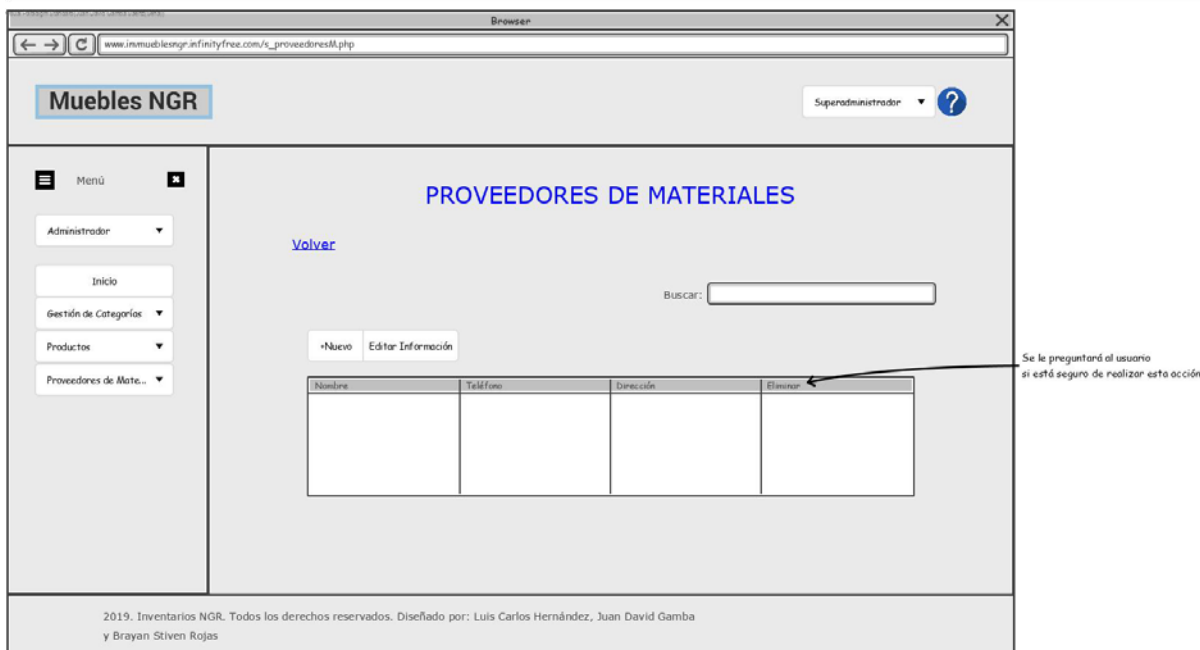 Browser
www.inmueblesngr.infinityfree.com/s_proveedoresM.php
Muebles NGR
Superadministrador
?
Menú
Administrador
Inicio
Gestión de Categorías
Productos
Proveedores de Mate...
PROVEEDORES DE MATERIALES
Volver
Buscar:
+Nuevo Editar Información
Nombre Teléfono Dirección Eliminar
Se le preguntará al usuario
si está seguro de realizar esta acción
2019. Inventarios NGR. Todos los derechos reservados. Diseñado por: Luis Carlos Hernández, Juan David Gamba
y Brayan Stiven Rojas